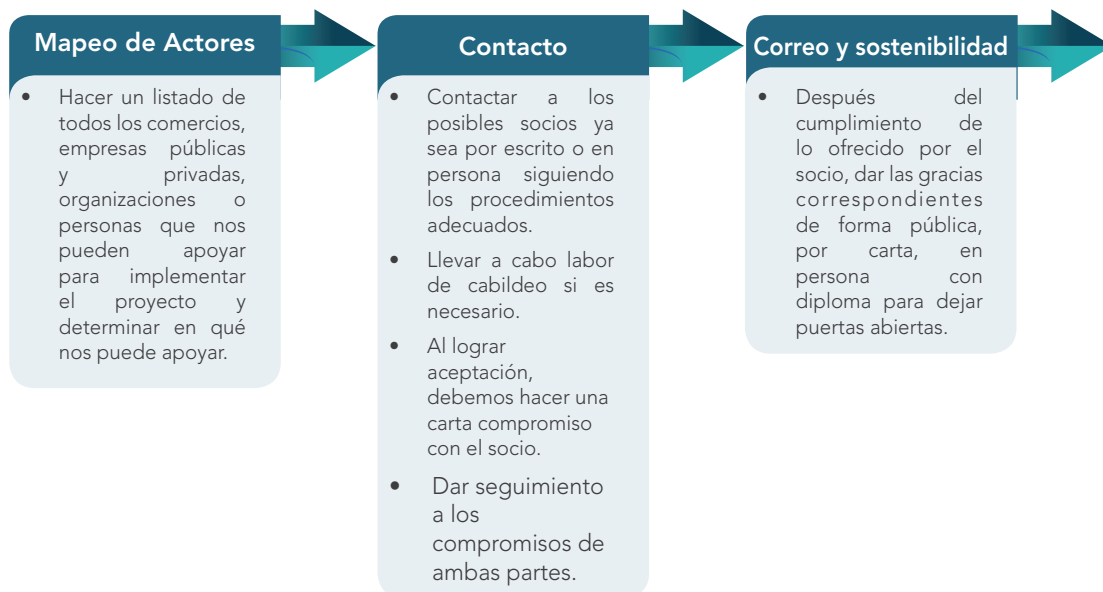 Mapeo de Actores
• Hacer un listado de
todos los comercios,
empresas públicas
y privadas,
organizaciones o
personas que nos
pueden apoyar
para implementar
el proyecto y
determinar en qué
nos puede apoyar.
Contacto
• Contactar a los
posibles socios ya
sea por escrito o en
persona siguiendo
los procedimientos
adecuados.
• Llevar a cabo labor
de cabildeo si es
necesario.
• Al lograr
aceptación,
debemos hacer una
carta compromiso
con el socio.
• Dar seguimiento
a los
compromisos de
ambas partes.
Correo y sostenibilidad
• Después del
cumplimiento de
lo ofrecido por el
socio, dar las gracias
correspondientes
de forma pública,
por carta, en
persona con
diploma para dejar
puertas abiertas.